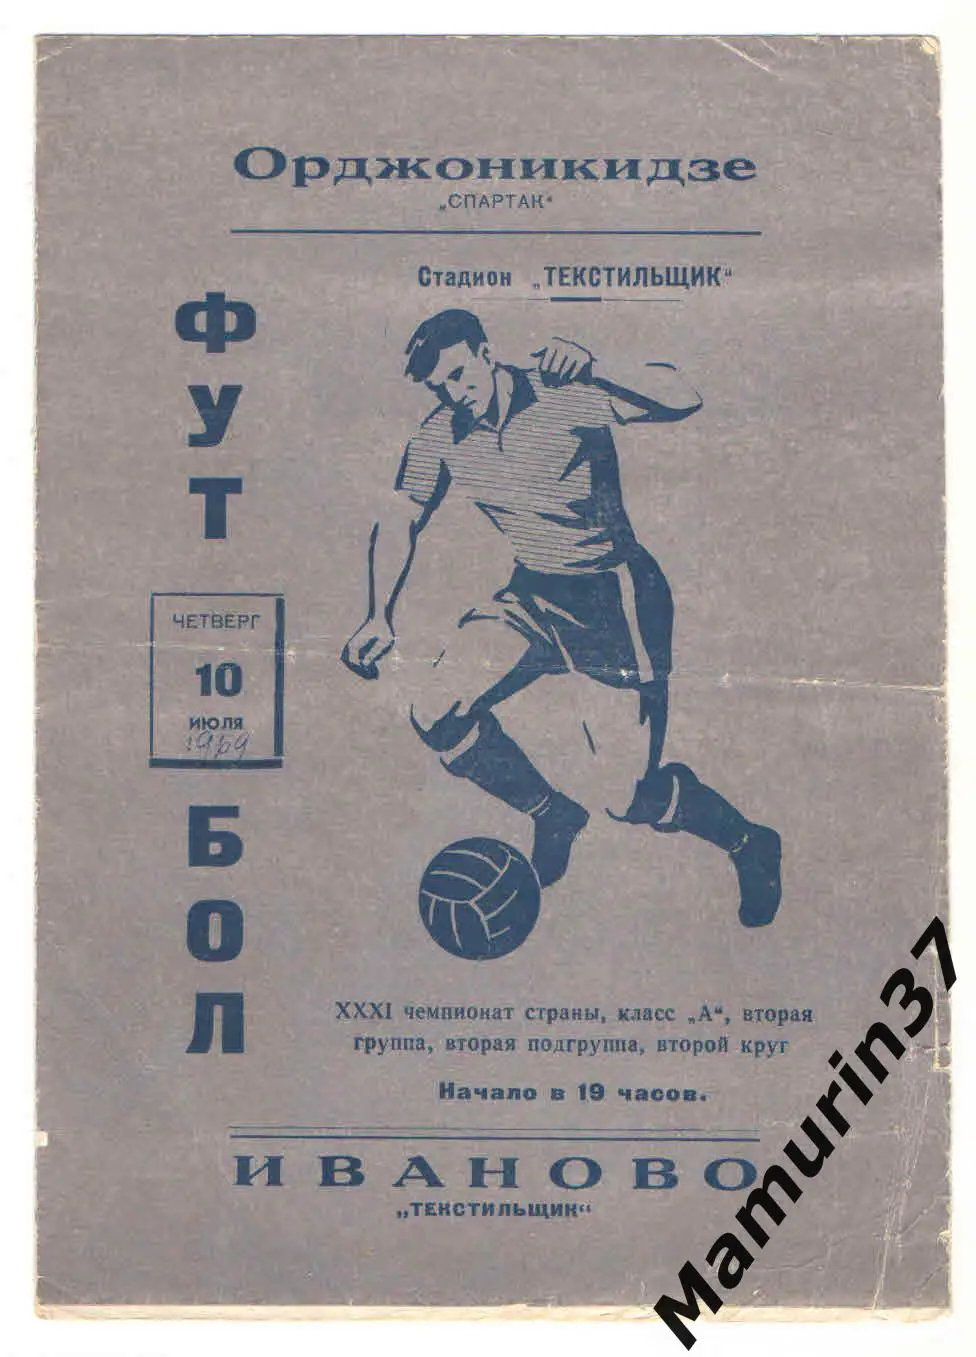 Орджоникидзе
„СПАРТАК"
Стадион „ТЕКСТИЛЬЩИК"
ФУТ
ЧЕТВЕРГ
10
ИЮЛЯ
1969
БОЛ
XXXI чемпионат страны, класс „А", вторая
группа, вторая подгруппа, второй круг
Начало в 19 часов.
ИВАНОВО
„ТЕКСТИЛЬЩИК"
Mamurin37